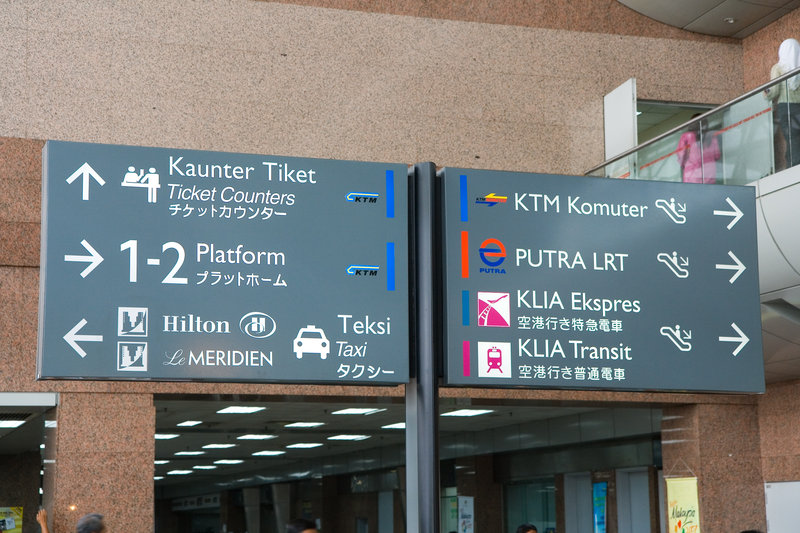 Kaunter Tiket
Ticket Counters
チケットカウンター
KTM
1-2 Platform
プラットホーム
KTM
Hilton
Le MERIDIEN
Teksi
Taxi
タクシー
KTM Komuter
PUTRA
PUTRA LRT
KLIA Ekspres
空港行き特急電車
KLIA Transit
空港行き普通電車
Malaysia